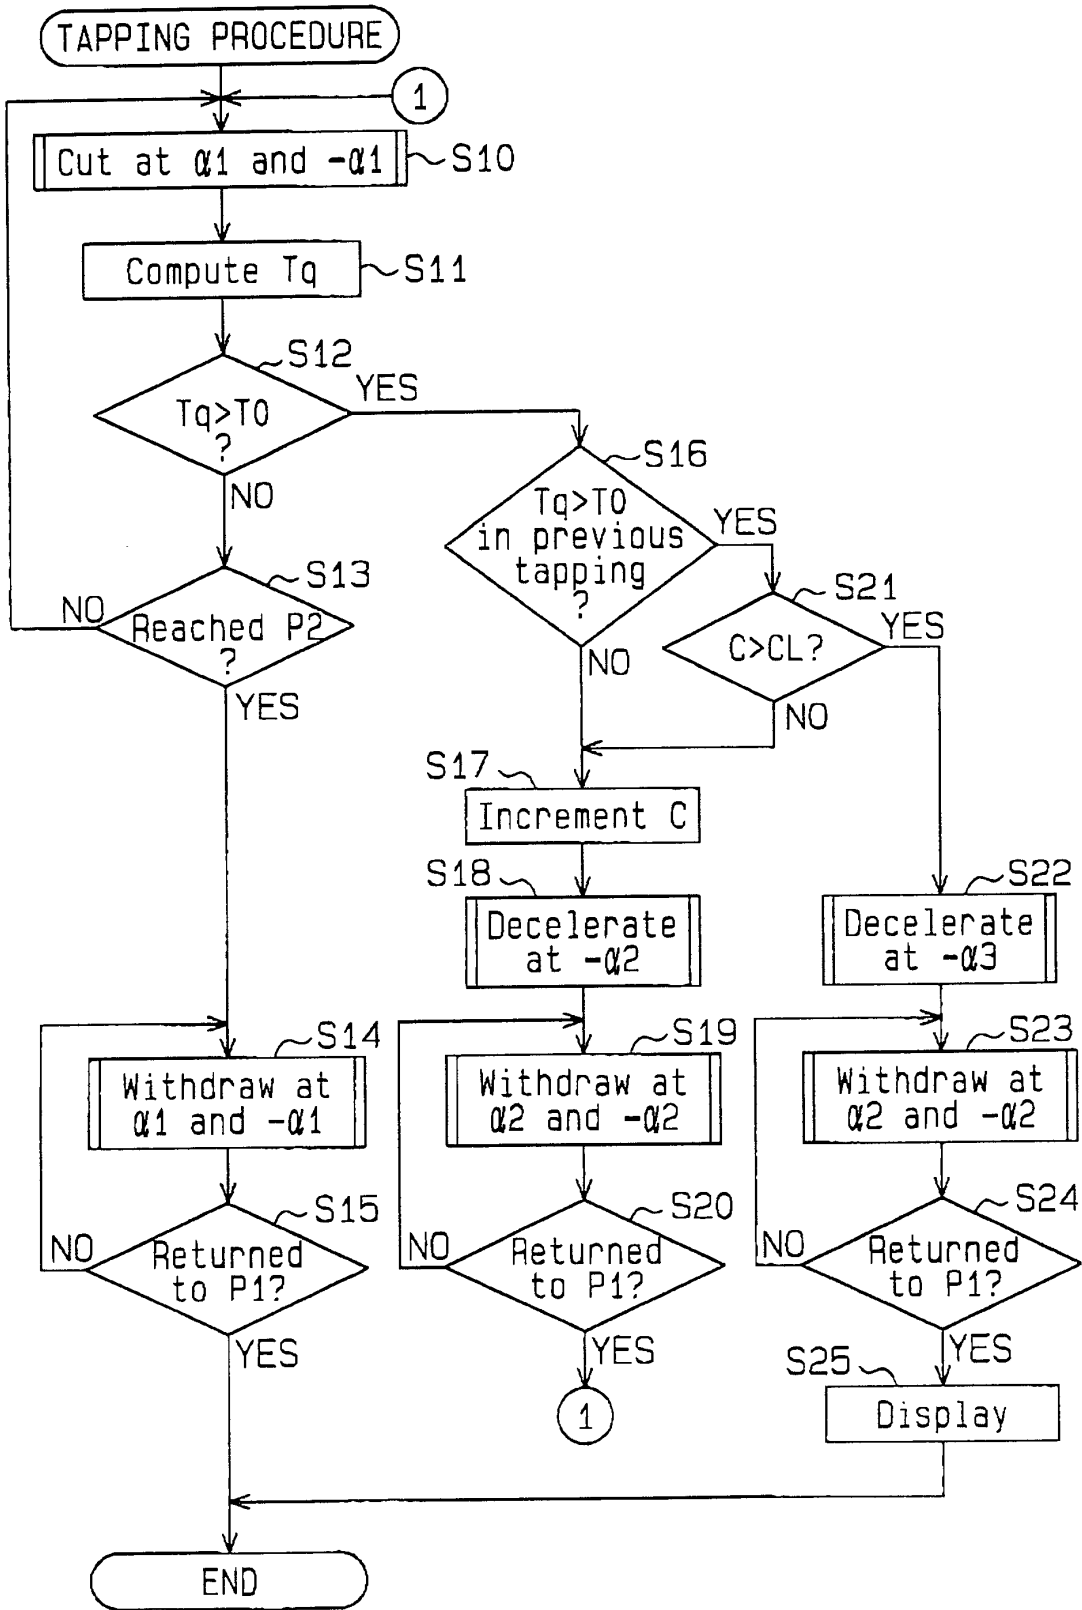 TAPPING PROCEDURE
1
Cut at α1 and -α1
S10
Compute Tq
S11
S12
Tq>T0
?
YES
NO
S13
Reached P2
?
NO
YES
S16
Tq>T0
in previous
tapping
?
YES
NO
S21
C>CL?
YES
NO
S17
Increment C
S18
Decelerate
at -α2
S22
Decelerate
at -α3
S14
Withdraw at
α1 and -α1
S19
Withdraw at
α2 and -α2
S23
Withdraw at
α2 and -α2
S15
Returned
to P1?
NO
YES
S20
Returned
to P1?
NO
YES
1
S24
Returned
to P1?
NO
YES
S25
Display
END